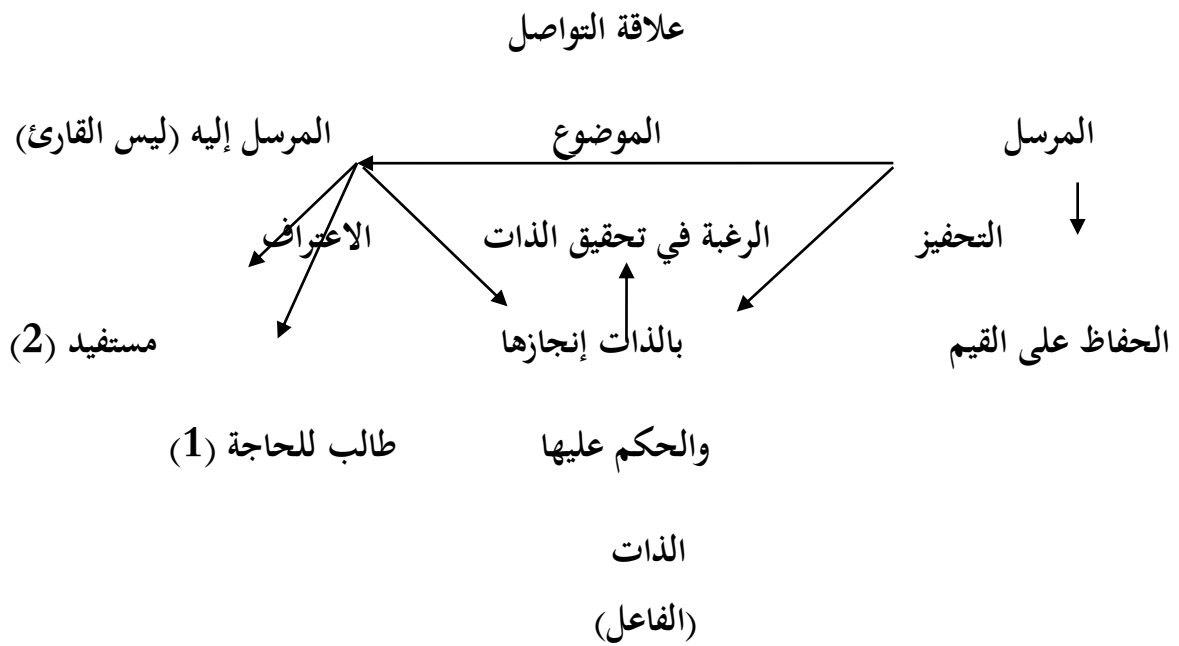 علاقة التواصل
المرسل الموضوع المرسل إليه (ليس القارئ)
التحفيز الرغبة في تحقيق الذات الاعتراف
الحفاظ على القيم بالذات إنجازها مستفيد (2)
والحكم عليها طالب للحاجة (1)
الذات
(الفاعل)